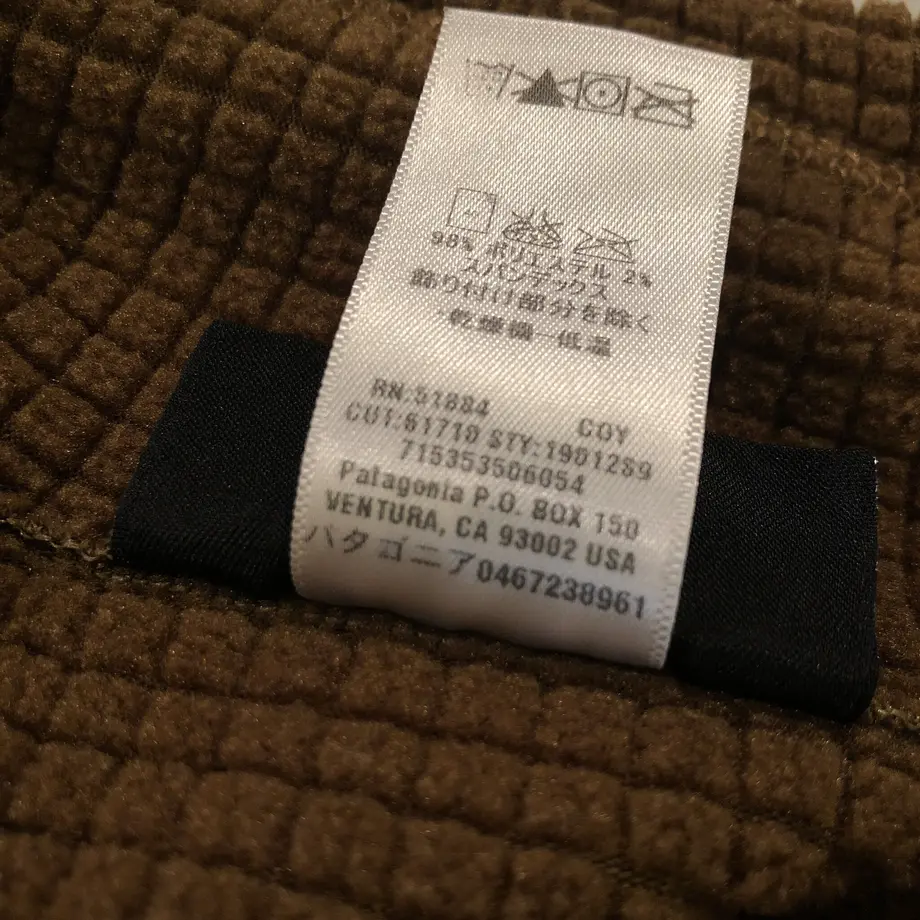 98% ポリエステル 2%
スパンデックス
飾り付け部分を除く
乾燥機一低温
RN:51884
COY
CUT:61710 STY:19012S9
715353506054
Patagonia P.O. BOX 150
VENTURA, CA 93002 USA
パタゴニア0467238961